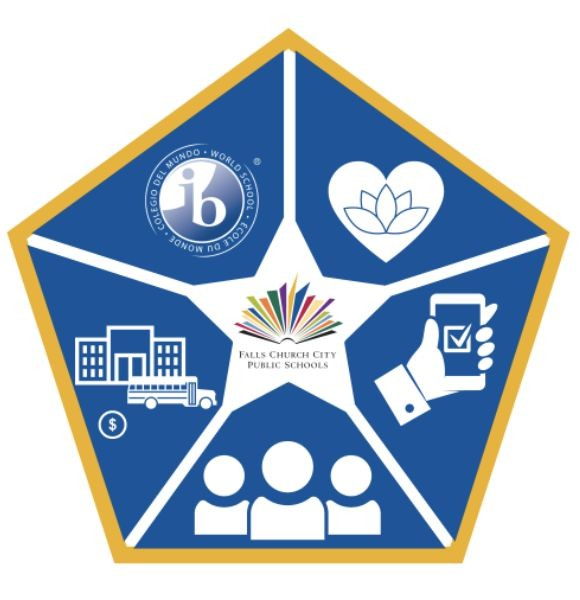 COLEGIO DEL MUNDO • WORLD SCHOOL • ÉCOLE DU MONDE •
ib
®
FALLS CHURCH CITY
PUBLIC SCHOOLS
$